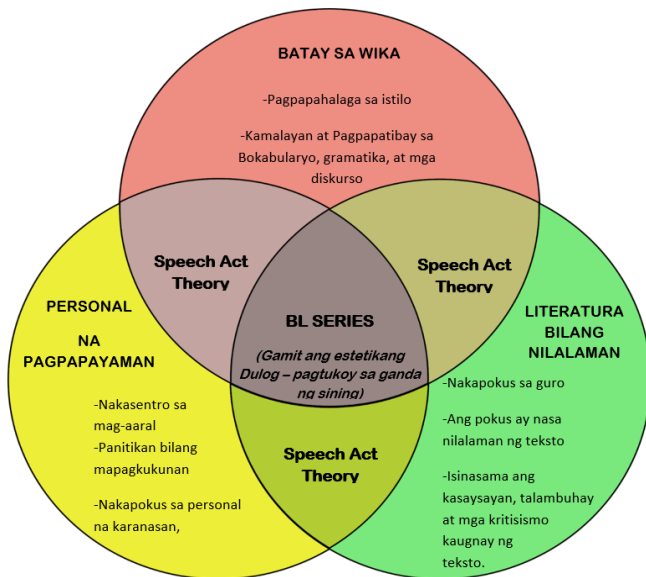 BATAY SA WIKA
-Pagpapahalaga sa istilo
-Kamalayan at Pagpapatibay sa
Bokabularyo, gramatika, at mga
diskurso
Speech Act
Theory
Speech Act
Theory
BL SERIES
(Gamit ang estetikang
Dulog – pagtukoy sa ganda
ng sining)
PERSONAL
NA
PAGPAPAYAMAN
-Nakasentro sa
mag-aaral
-Panitikan bilang
mapagkukunan
-Nakapokus sa personal
na karanasan,
LITERATURA
BILANG
NILALAMAN
-Nakapokus sa guro
-Ang pokus ay nasa
nilalaman ng teksto
-Isinasama ang
kasaysayan, talambuhay
at mga kritisismo
kaugnay ng
teksto.
Speech Act
Theory